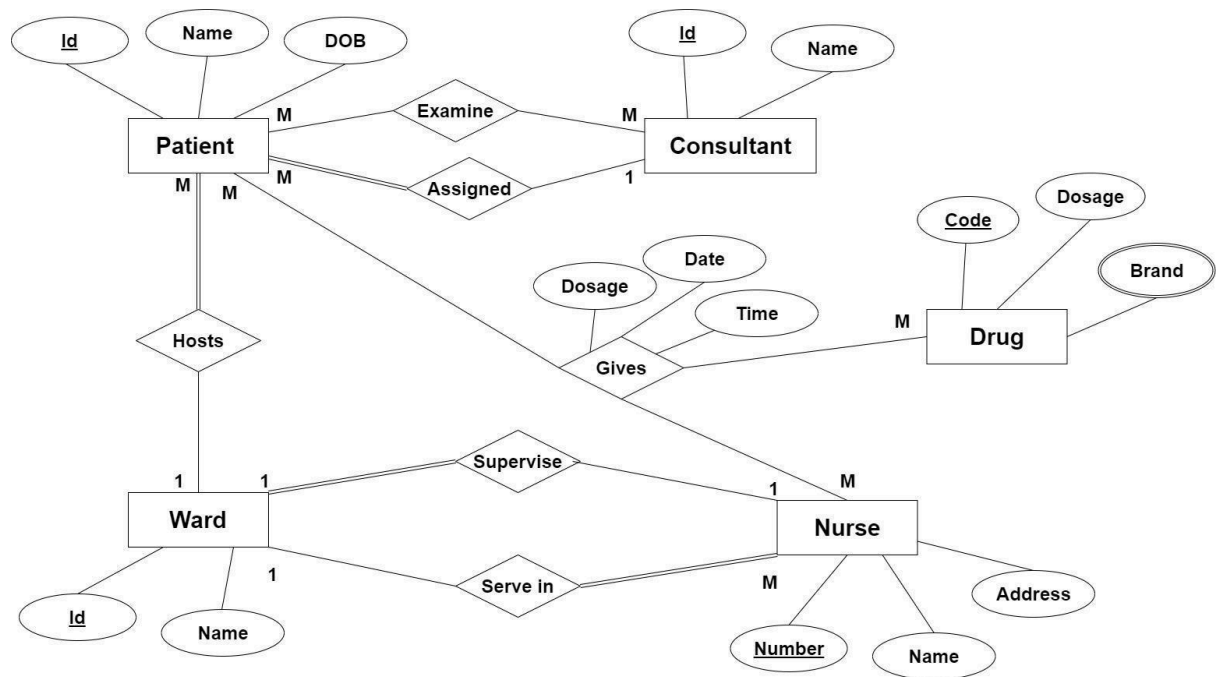 Id
Name
DOB
Id
Name
Patient
M
Examine
M
Consultant
M
M
M
Assigned
1
Code
Dosage
Brand
Dosage
Date
Time
Hosts
Gives
M
Drug
1
1
Supervise
1
M
Ward
Nurse
1
Serve in
M
Id
Name
Number
Name
Address